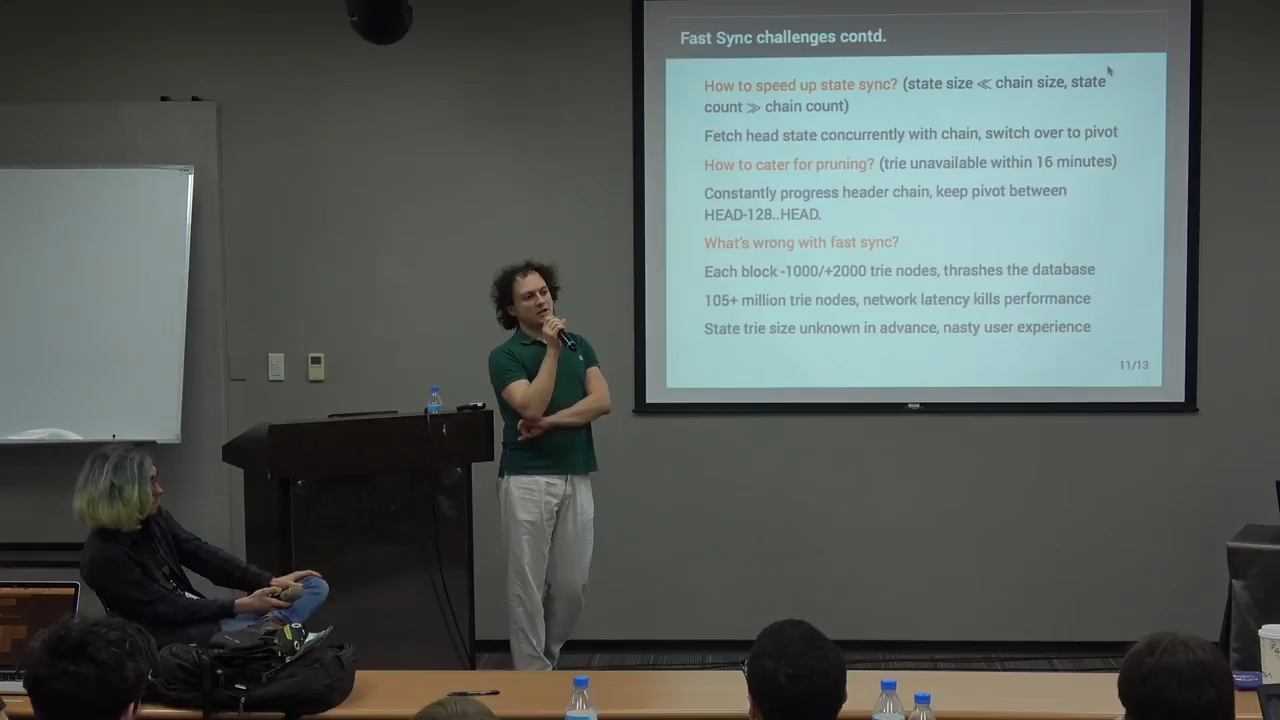 Fast Sync challenges contd.
How to speed up state sync? (state size ≪ chain size, state
count ≫ chain count)
Fetch head state concurrently with chain, switch over to pivot
How to cater for pruning? (trie unavailable within 16 minutes)
Constantly progress header chain, keep pivot between
HEAD-128..HEAD.
What's wrong with fast sync?
Each block -1000/+2000 trie nodes, thrashes the database
105+ million trie nodes, network latency kills performance
State trie size unknown in advance, nasty user experience
11/13